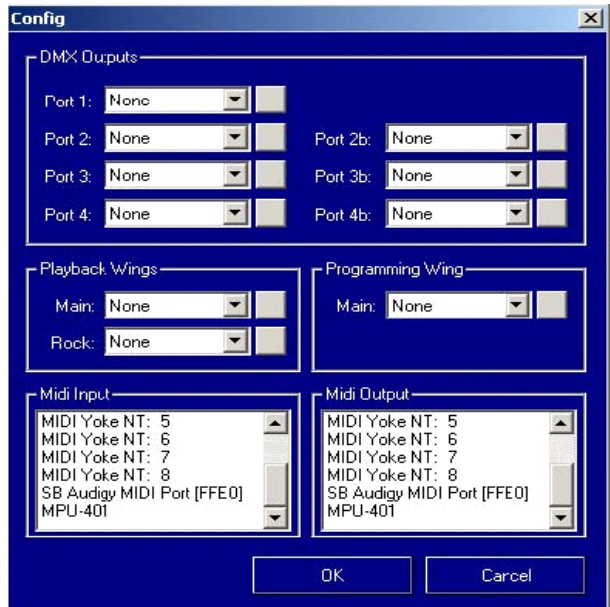 Config
DMX Outputs
Port 1: None
Port 2: None Port 2b: None
Port 3: None Port 3b: None
Port 4: None Port 4b: None
Playback Wings Programming Wing
Main: None Main: None
Rock: None
Midi Input Midi Output
MIDI Yoke NT: 5 MIDI Yoke NT: 5
MIDI Yoke NT: 6 MIDI Yoke NT: 6
MIDI Yoke NT: 7 MIDI Yoke NT: 7
MIDI Yoke NT: 8 MIDI Yoke NT: 8
SB Audigy MIDI Port [FFE0] SB Audigy MIDI Port [FFE0]
MPU-401 MPU-401
OK Cancel